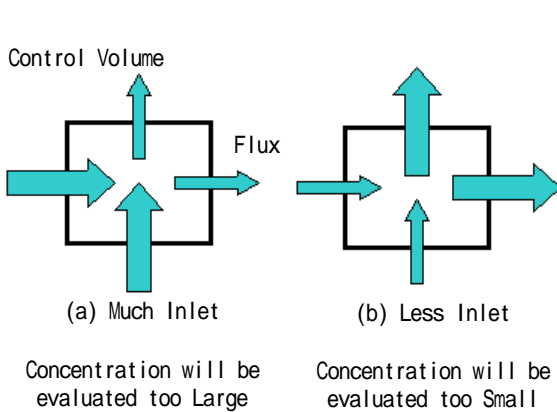 Control Volume
Flux
(a) Much Inlet
(b) Less Inlet
Concentration will be
evaluated too Large
Concentration will be
evaluated too Small